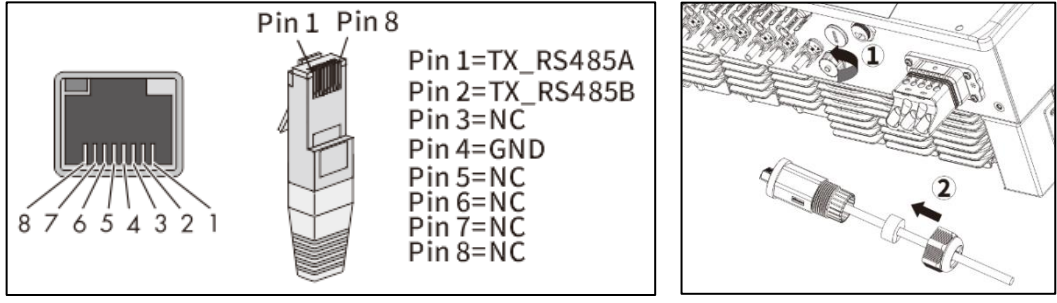 Pin 1 Pin 8
Pin 1=TX_RS485A
Pin 2=TX_RS485B
Pin 3=NC
Pin 4=GND
Pin 5=NC
Pin 6=NC
Pin 7=NC
Pin 8=NC
8 7 6 5 4 3 2 1
1
2